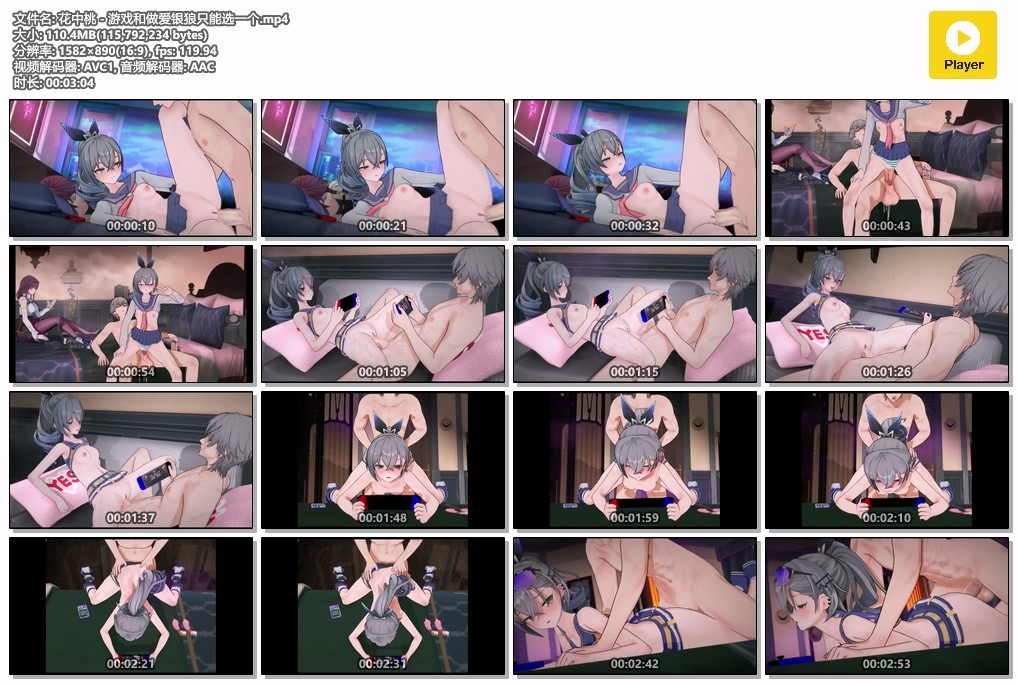 文件名: 花中桃 - 游戏和做爱银狼只能选一个.mp4
大小: 110.4MB(115,792,234 bytes)
分辨率: 1582×890(16:9), fps: 119.94
视频解码器: AVC1, 音频解码器: AAC
时长: 00:03:04
Player
00:00:10
00:00:21
00:00:32
00:00:43
00:00:54
00:01:05
00:01:15
YES
00:01:26
YES
00:01:37
00:01:48
00:01:59
00:02:10
00:02:21
00:02:31
00:02:42
00:02:53